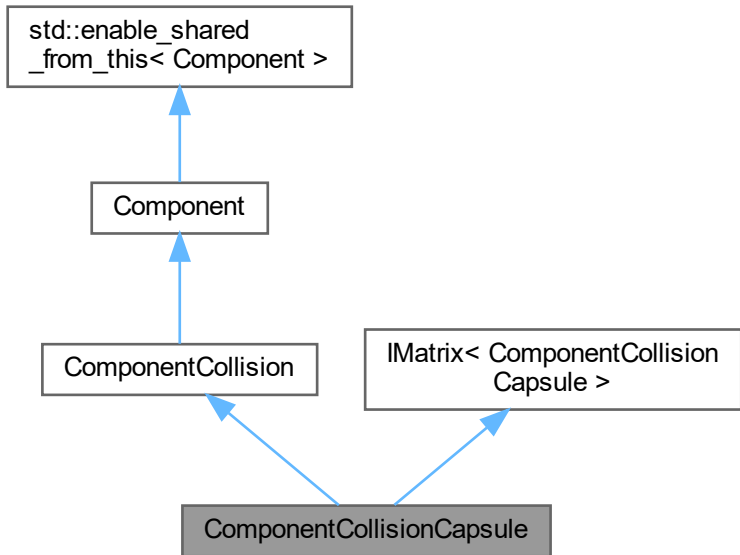 std::enable_shared
_from_this< Component >
Component
ComponentCollision
IMatrix< ComponentCollision
Capsule >
ComponentCollisionCapsule